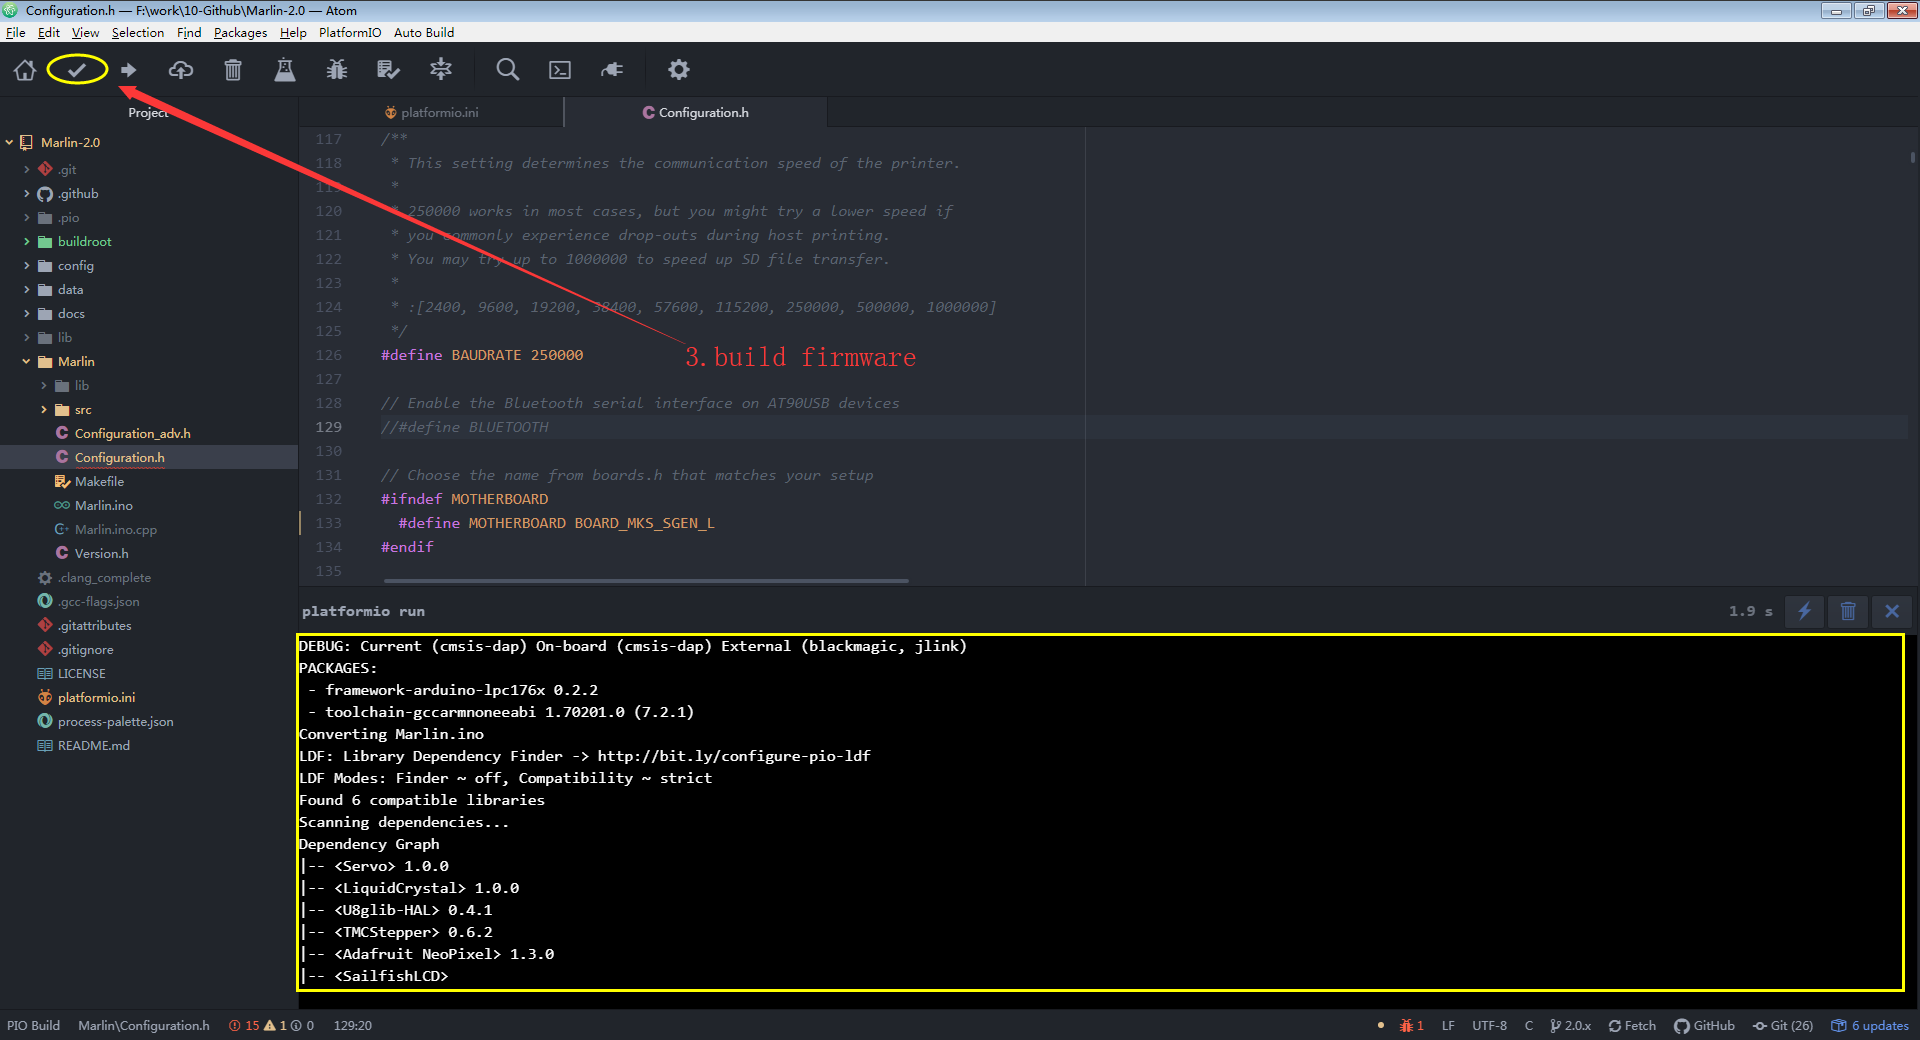 Configuration.h — F:\work\10-Github\Marlin-2.0 — Atom
File Edit View Selection Find Packages Help PlatformIO Auto Build
Project
Marlin-2.0
.git
.github
.pio
buildroot
config
data
docs
lib
Marlin
lib
src
Configuration_adv.h
Configuration.h
Makefile
Marlin.ino
Marlin.ino.cpp
Version.h
.clang_complete
.gcc-flags.json
.gitattributes
.gitignore
LICENSE
platformio.ini
process-palette.json
README.md
platformio.ini
Configuration.h
117 /**
118 * This setting determines the communication speed of the printer.
119 *
120 * 250000 works in most cases, but you might try a lower speed if
121 * you commonly experience drop-outs during host printing.
122 * You may try up to 1000000 to speed up SD file transfer.
123 *
124 * :[2400, 9600, 19200, 38400, 57600, 115200, 250000, 500000, 1000000]
125 */
126 #define BAUDRATE 250000
3.build firmware
127
128 // Enable the Bluetooth serial interface on AT90USB devices
129 //#define BLUETOOTH
130
131 // Choose the name from boards.h that matches your setup
132 #ifndef MOTHERBOARD
133 #define MOTHERBOARD BOARD_MKS_SGEN_L
134 #endif
135
platformio run
1.9 s
DEBUG: Current (cmsis-dap) On-board (cmsis-dap) External (blackmagic, jlink)
PACKAGES:
- framework-arduino-lpc176x 0.2.2
- toolchain-gccarmnoneeabi 1.70201.0 (7.2.1)
Converting Marlin.ino
LDF: Library Dependency Finder -> http://bit.ly/configure-pio-ldf
LDF Modes: Finder ~ off, Compatibility ~ strict
Found 6 compatible libraries
Scanning dependencies...
Dependency Graph
|-- <Servo> 1.0.0
|-- <LiquidCrystal> 1.0.0
|-- <U8glib-HAL> 0.4.1
|-- <TMCStepper> 0.6.2
|-- <Adafruit NeoPixel> 1.3.0
|-- <SailfishLCD>
PIO Build Marlin\Configuration.h 15 1 0 129:20
1 LF UTF-8 C 2.0.x Fetch GitHub Git (26) 6 updates